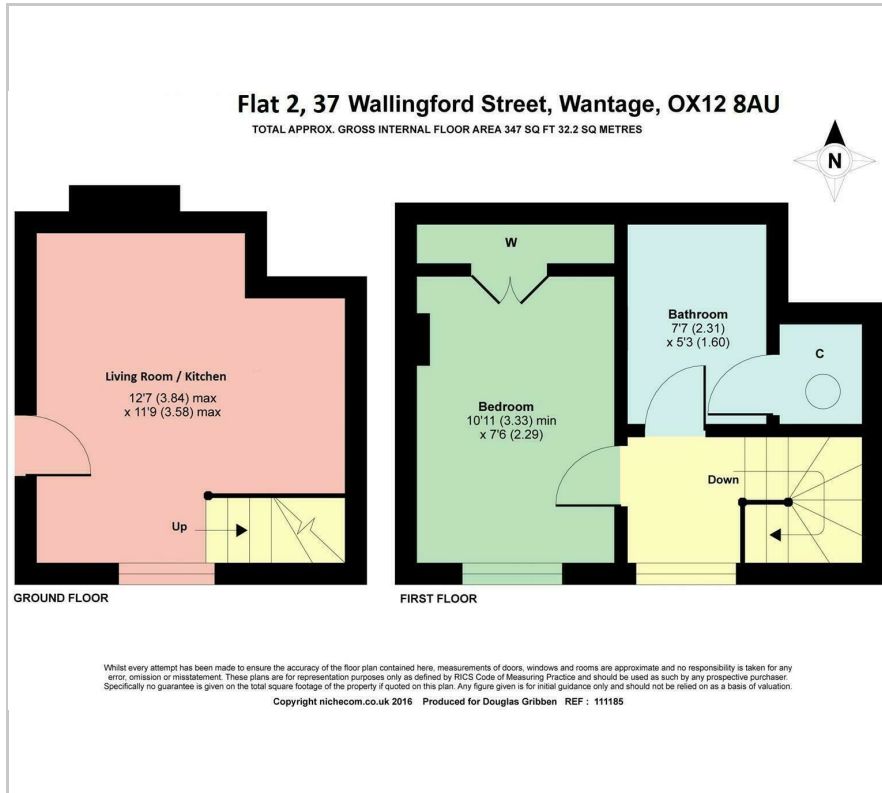 Flat 2, 37 Wallingford Street, Wantage, OX12 8AU
TOTAL APPROX. GROSS INTERNAL FLOOR AREA 347 SQ FT 32.2 SQ METRES
N
Living Room / Kitchen
12'7 (3.84) max
x 11'9 (3.58) max
Up
GROUND FLOOR
W
Bedroom
10'11 (3.33) min
x 7'6 (2.29)
Bathroom
7'7 (2.31)
x 5'3 (1.60)
C
Down
FIRST FLOOR
Whilst every attempt has been made to ensure the accuracy of the floor plan contained here, measurements of doors, windows and rooms are approximate and no responsibility is taken for any
error, omission or misstatement. These plans are for representation purposes only as defined by RICS Code of Measuring Practice and should be used as such by any prospective purchaser.
Specifically no guarantee is given on the total square footage of the property if quoted on this plan. Any figure given is for initial guidance only and should not be relied on as a basis of valuation.
Copyright nichecom.co.uk 2016 Produced for Douglas Gribben REF : 111185